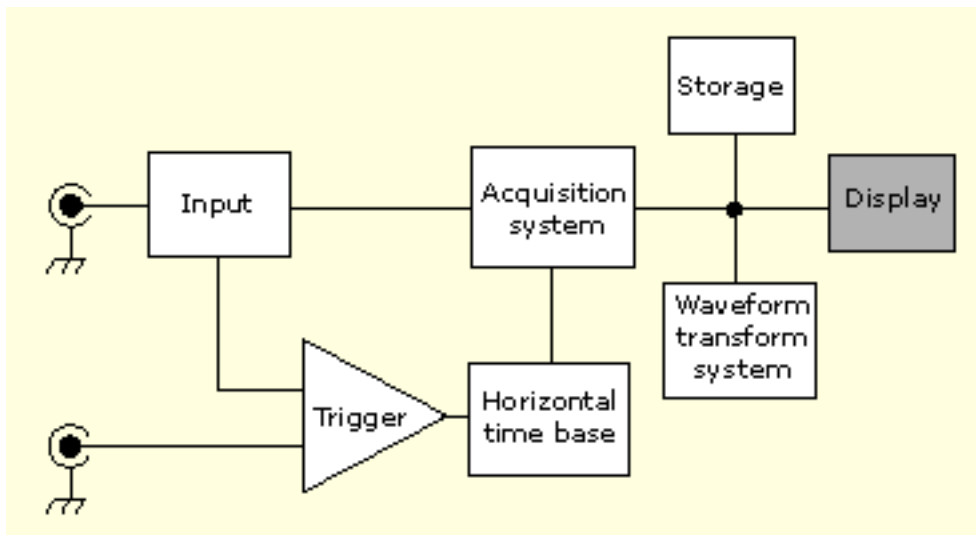 Storage
Input
Acquisition
system
Display
Waveform
transform
system
Trigger
Horizontal
time base